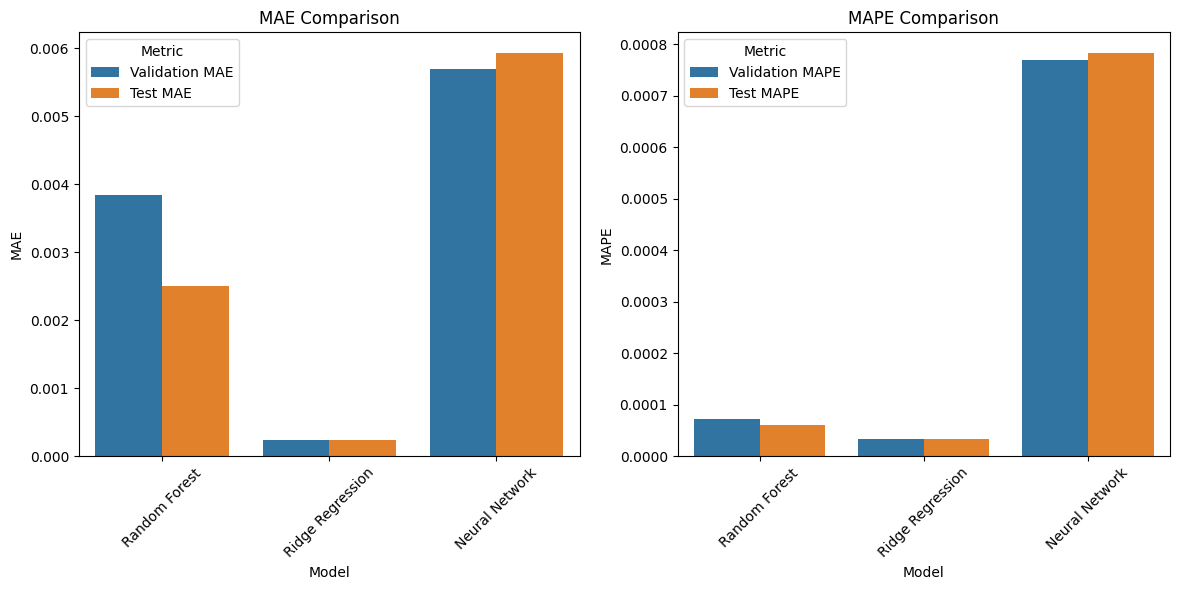 MAE Comparison
Metric
Validation MAE
Test MAE
0.006
0.005
0.004
0.003
0.002
0.001
0.000
MAE
Random Forest
Ridge Regression
Neural Network
Model
MAPE Comparison
Metric
Validation MAPE
Test MAPE
0.0008
0.0007
0.0006
0.0005
0.0004
0.0003
0.0002
0.0001
0.0000
MAPE
Random Forest
Ridge Regression
Neural Network
Model